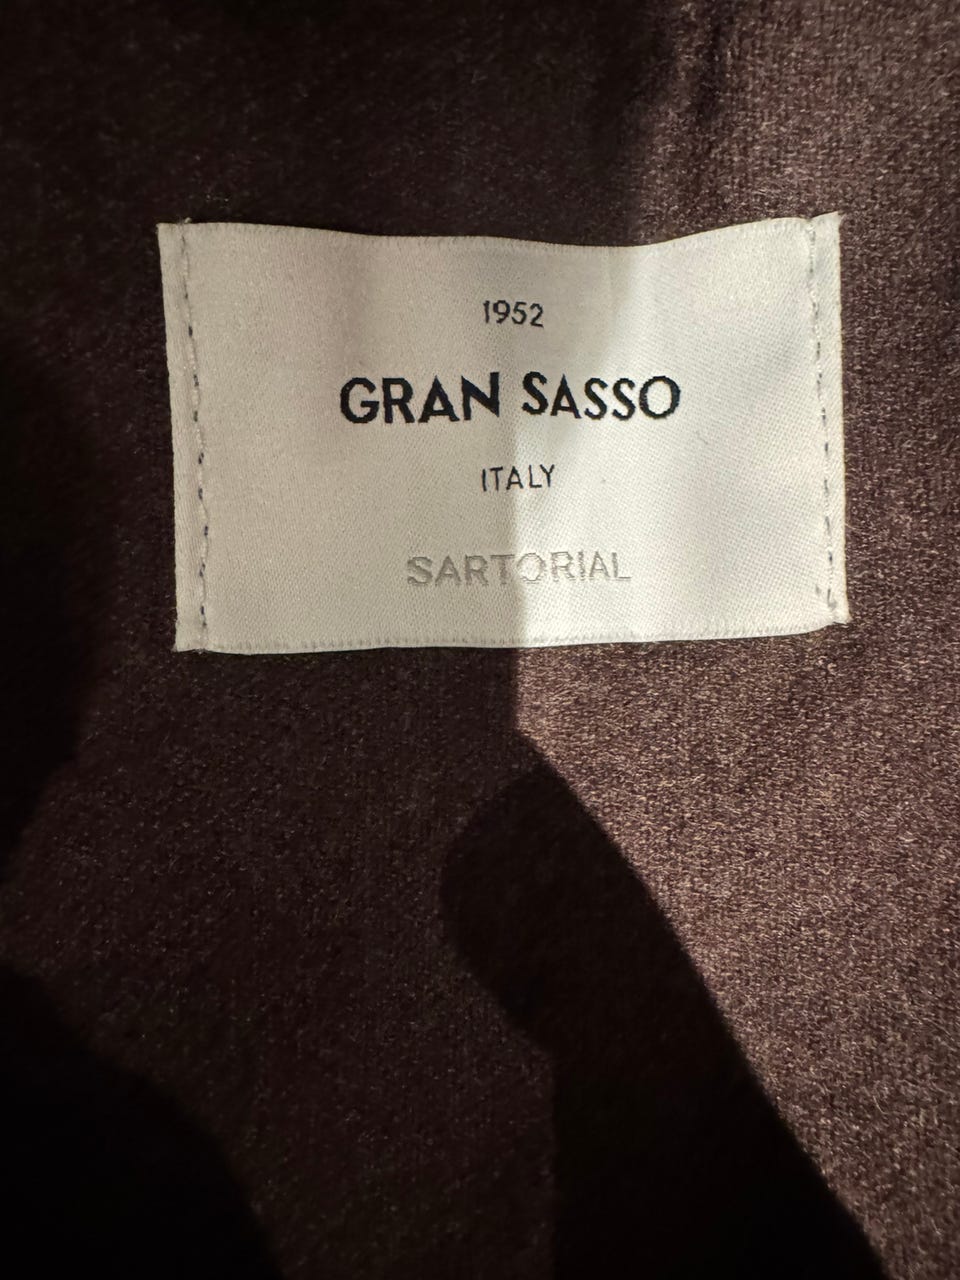 1952
GRAN SASSO
ITALY
SARTORIAL